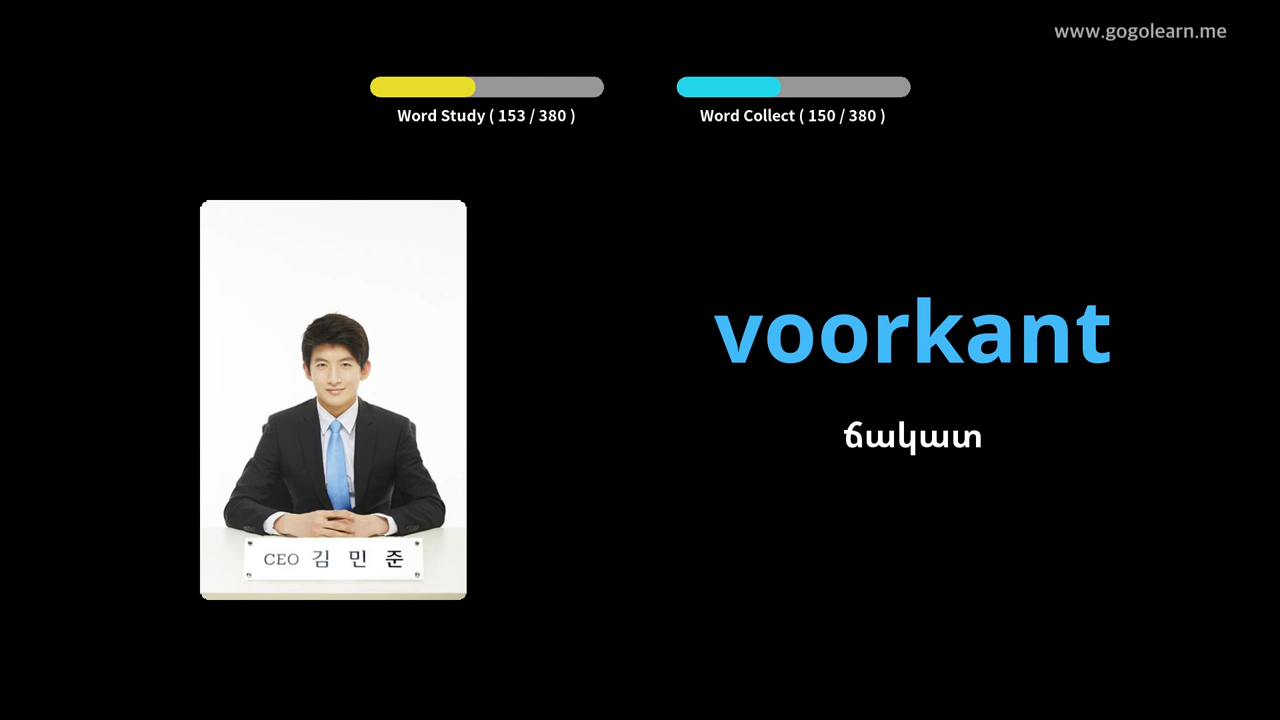 www.gogolearn.me
Word Study ( 153 / 380 )
Word Collect ( 150 / 380 )
voorkant
ճակատ
CEO 김 민 준